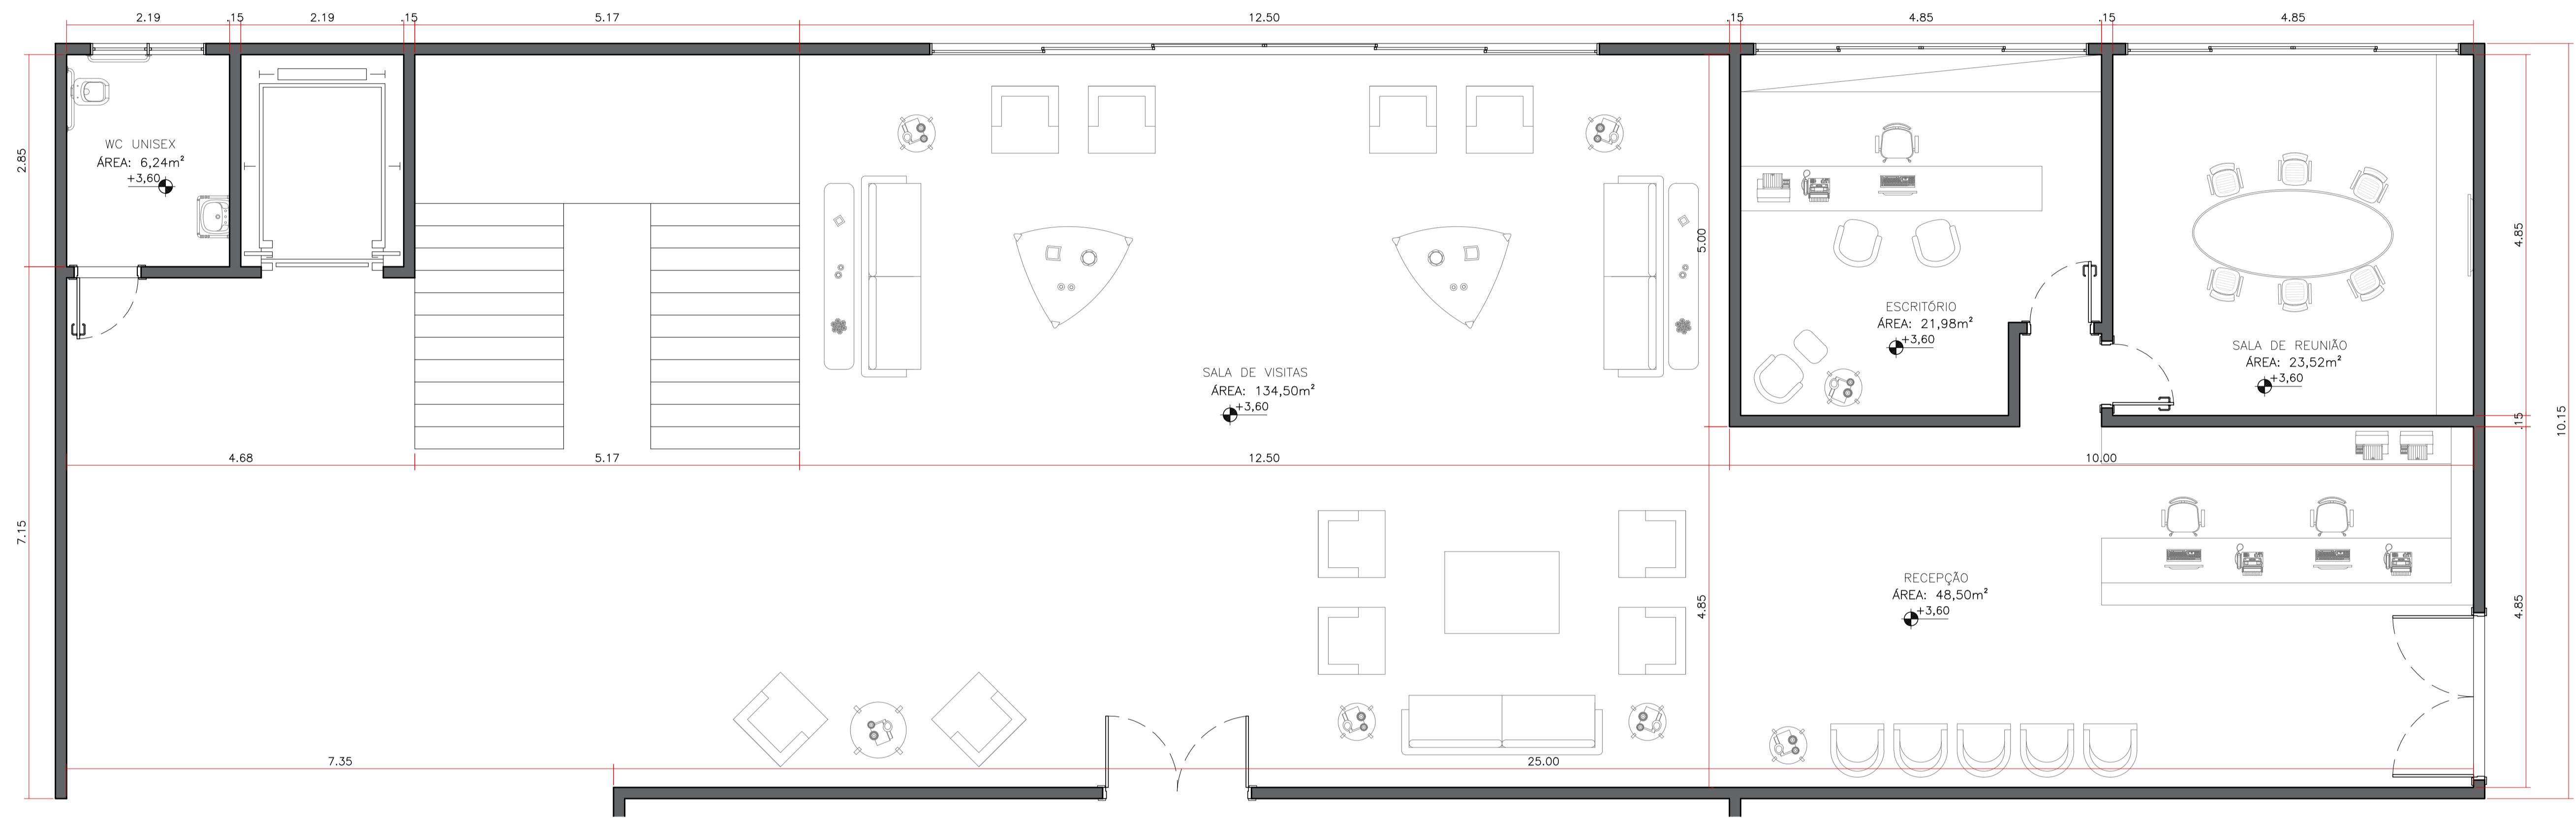 2.19
.15
2.19
.15
5.17
12.50
.15
4.85
.15
4.85
2.85
WC UNISEX
ÁREA: 6,24m²
+3,60
5.00
4.85
10.15
ESCRITÓRIO
ÁREA: 21,98m²
+3,60
SALA DE REUNIÃO
ÁREA: 23,52m²
+3,60
SALA DE VISITAS
ÁREA: 134,50m²
+3,60
.15
4.68
5.17
12.50
10.00
7.15
RECEPÇÃO
ÁREA: 48,50m²
+3,60
4.85
4.85
7.35
25.00